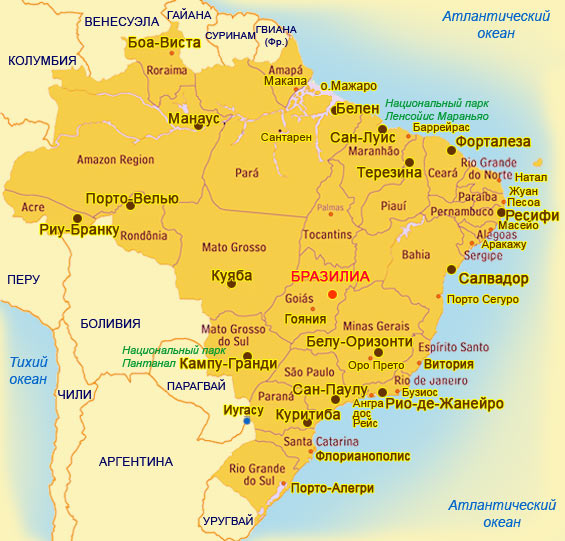 ГАЙАНА
Атлантический
океан
ВЕНЕСУЭЛА
СУРИНАМ
ГВИАНА
(Фр.)
Боа-Виста
КОЛУМБИЯ
Roraima
Amapá
Макапа
о.Мажаро
Белен
Национальный парк
Ленсойис Мараньяо
Манаус
Баррейрас
Сантарен
Сан-Луис
Форталеза
Maranhão
Amazon Region
Pará
Терезина
Ceará
Rio Grande
do Norte
Натал
Порто-Велью
Жуан
Песоа
Paraiba
Acre
Palmas
Piauí
Pernambuco
Ресифи
Риу-Бранку
Масейо
Rondônia
Tocantins
Alagoas
Аракажу
Mato Grosso
Bahia
Sergipe
ПЕРУ
Куяба
БРАЗИЛИА
Салвадор
Goiás
Порто Сегуро
Гояния
БОЛИВИЯ
Mato Grosso
do Sul
Minas Gerais
Белу-Оризонти
Espírito Santo
Национальный парк
Пантанал
Тихий
океан
Кампу-Гранди
Оро Прето
Витория
São Paulo
Rio de Janeiro
ПАРАГВАЙ
Сан-Паулу
Бузиос
ЧИЛИ
Paraná
Ангра
дос
Рейс
Рио-де-Жанейро
Иугасу
Куритиба
Santa Catarina
АРГЕНТИНА
Флорианополис
Rio Grande
do Sul
Порто-Алегри
Атлантический
океан
УРУГВАЙ